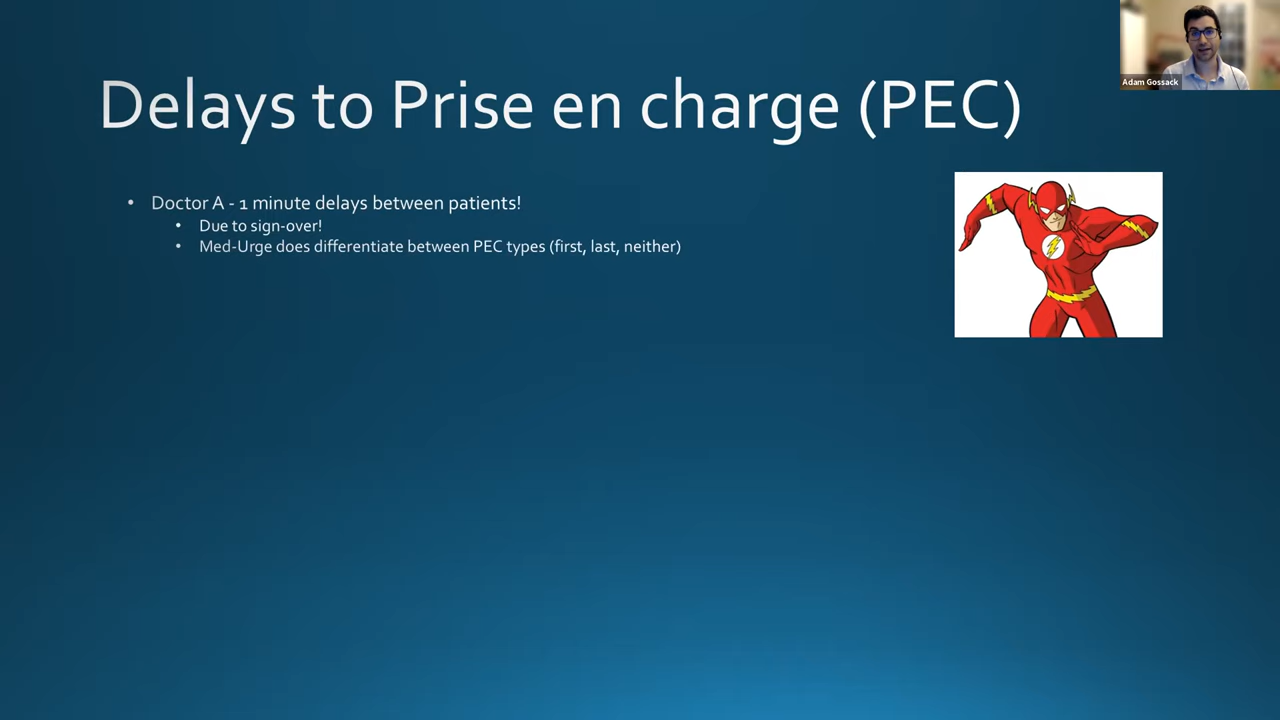 Adam Gossack
Delays to Prise en charge (PEC)
• Doctor A - 1 minute delays between patients!
• Due to sign-over!
• Med-Urge does differentiate between PEC types (first, last, neither)